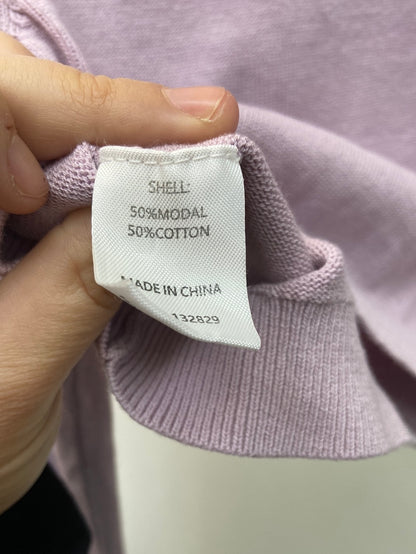 SHELL:
50%MODAL
50%COTTON
MADE IN CHINA
132829